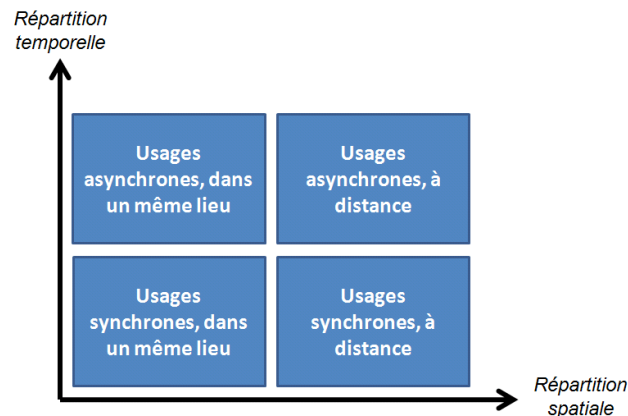 Répartition
temporelle
Usages
asynchrones, dans
un même lieu
Usages
asynchrones, à
distance
Usages
synchrones, dans
un même lieu
Usages
synchrones, à
distance
Répartition
spatiale